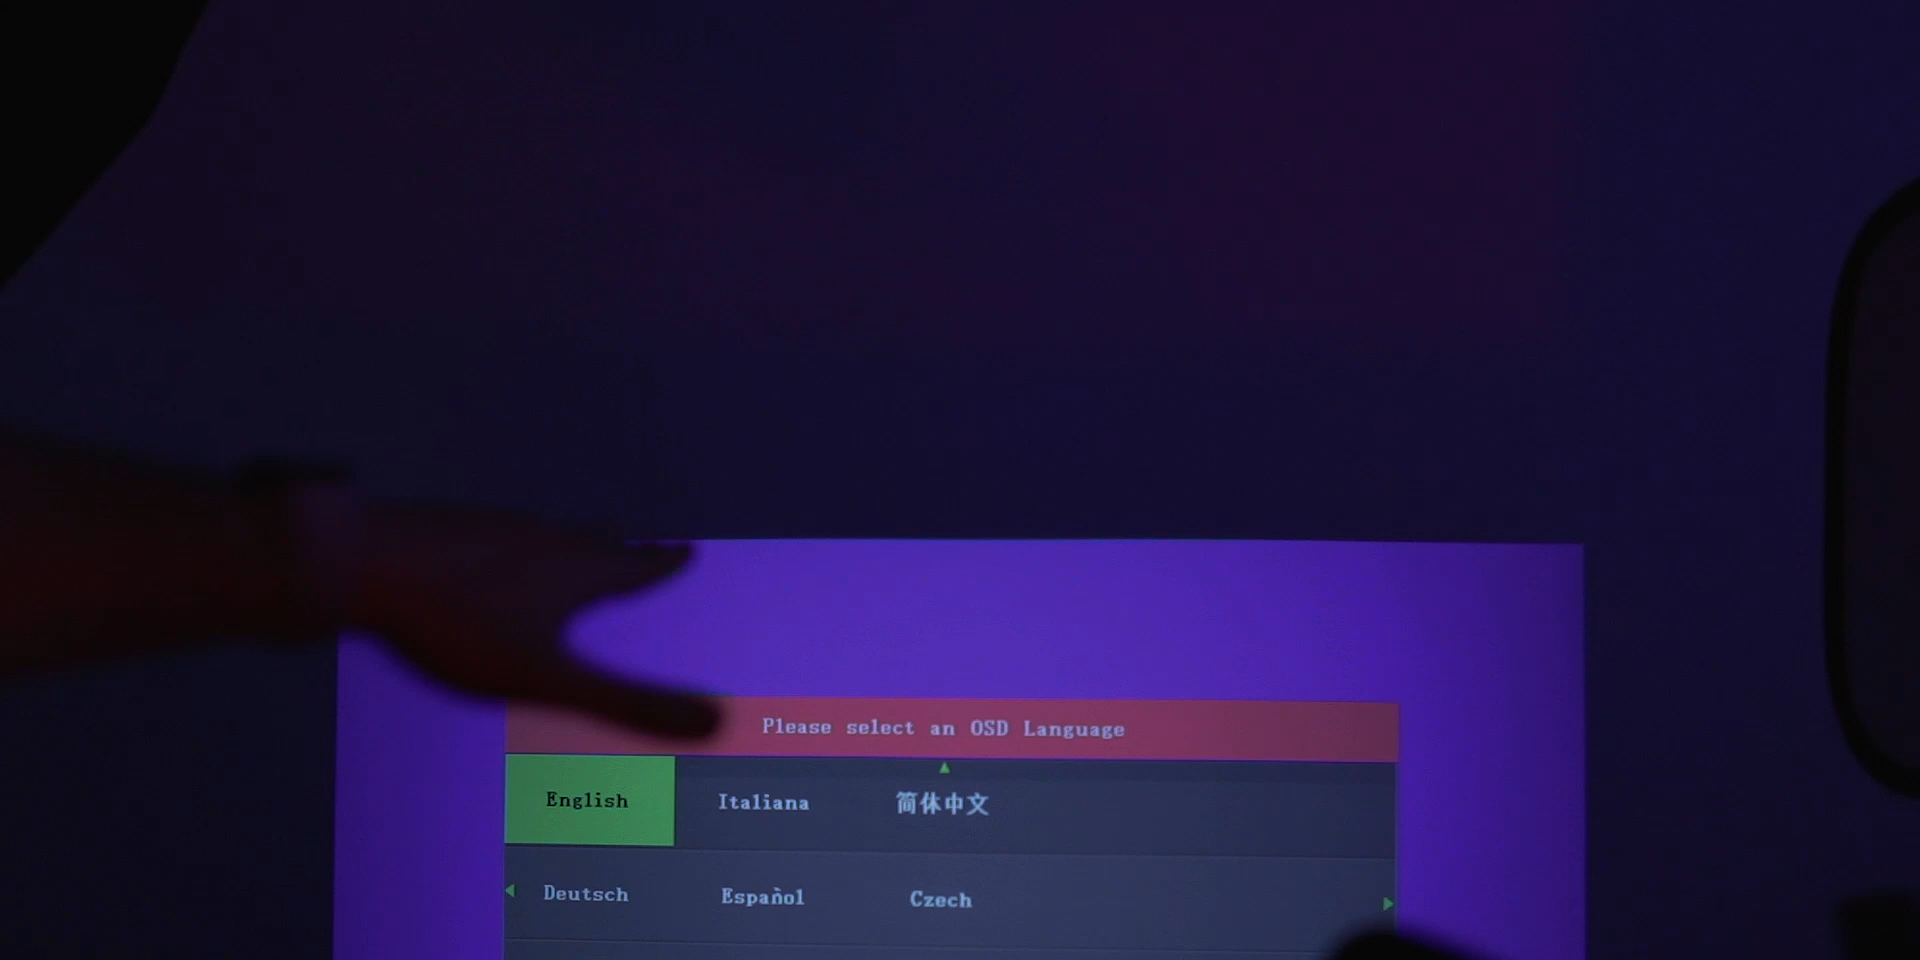 Please select an OSD Language
English Italiana 简体中文
Deutsch Español Czech